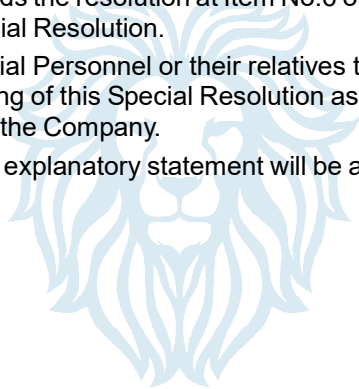 the resolution at Item No.6
ial Resolution.
ial Personnel or their relatives
ng of this Special Resolution as
the Company.
explanatory statement will be a